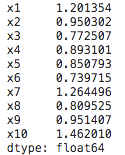 x1 1.201354
x2 0.950302
x3 0.772507
x4 0.893101
x5 0.850793
x6 0.739715
x7 1.264496
x8 0.809525
x9 0.951407
x10 1.462010
dtype: float64